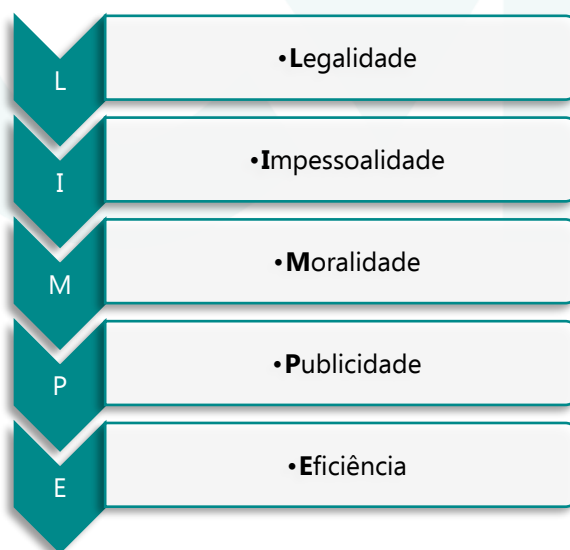 L
•Legalidade
I
•Impessoalidade
M
•Moralidade
P
•Publicidade
E
•Eficiência